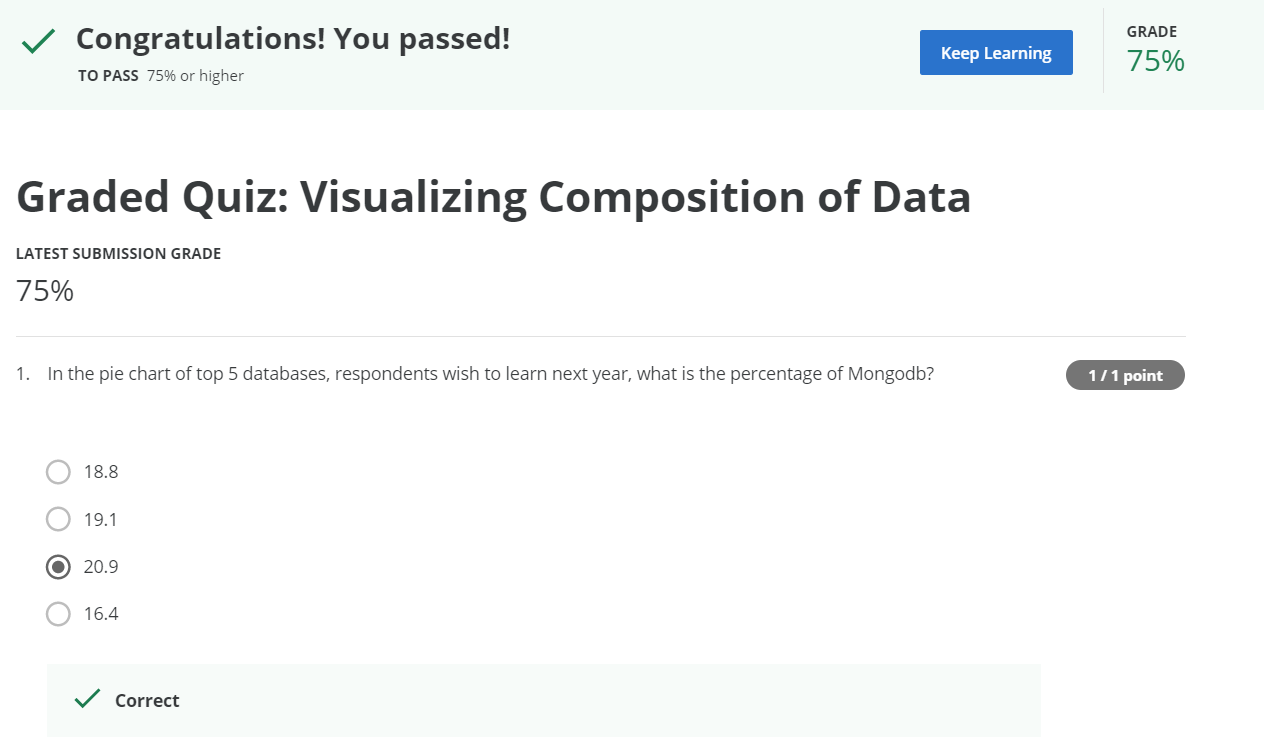 Congratulations! You passed!
TO PASS 75% or higher
Keep Learning
GRADE
75%
Graded Quiz: Visualizing Composition of Data
LATEST SUBMISSION GRADE
75%
1. In the pie chart of top 5 databases, respondents wish to learn next year, what is the percentage of Mongodb?
1 / 1 point
18.8
19.1
20.9
16.4
Correct